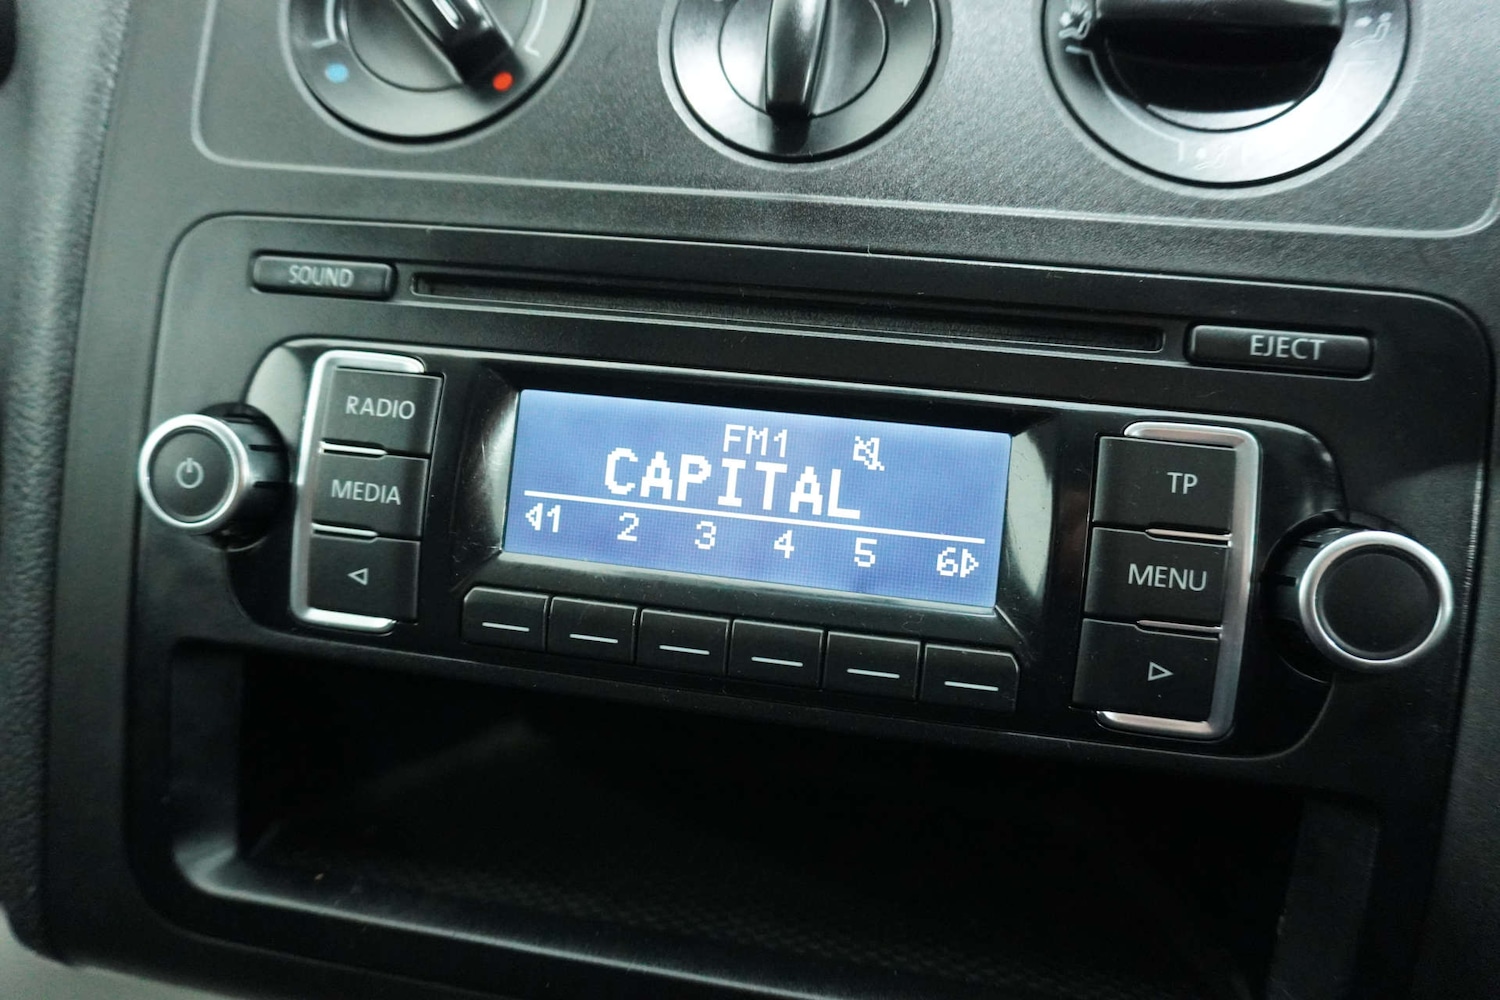 SOUND
EJECT
RADIO
MEDIA
FM1
CAPITAL
1 2 3 4 5 6
TP
MENU